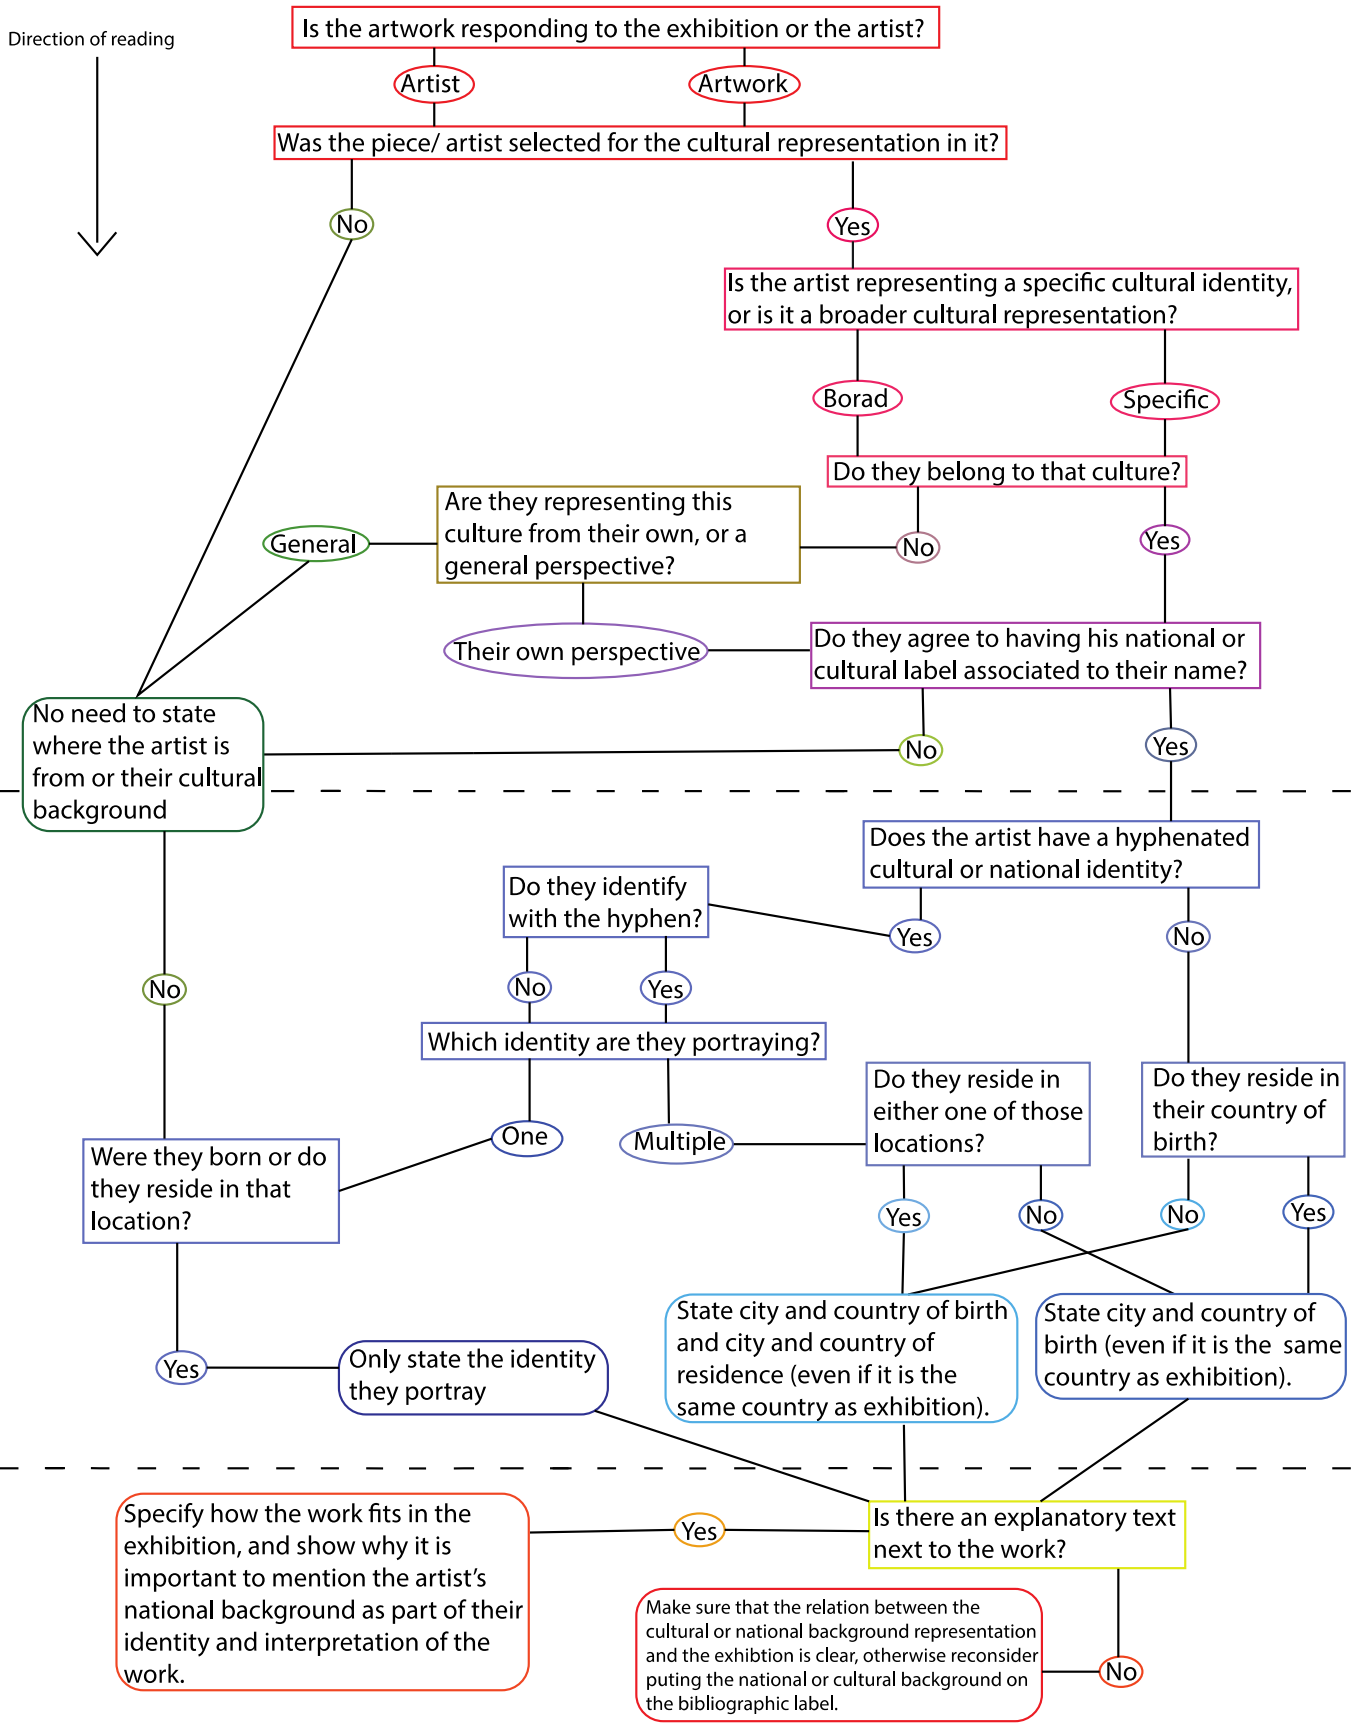 Direction of reading
Is the artwork responding to the exhibition or the artist?
Artist
Artwork
Was the piece/ artist selected for the cultural representation in it?
No
Yes
Is the artist representing a specific cultural identity,
or is it a broader cultural representation?
Borad
Specific
Do they belong to that culture?
Are they representing this
culture from their own, or a
general perspective?
General
No
Yes
Their own perspective
Do they agree to having his national or
cultural label associated to their name?
No need to state
where the artist is
from or their cultural
background
No
Yes
Does the artist have a hyphenated
cultural or national identity?
Do they identify
with the hyphen?
Yes
No
No
No
Yes
Which identity are they portraying?
Do they reside in
either one of those
locations?
Do they reside in
their country of
birth?
One
Multiple
Were they born or do
they reside in that
location?
Yes
No
No
Yes
State city and country of birth
and city and country of
residence (even if it is the
same country as exhibition).
State city and country of
birth (even if it is the same
country as exhibition).
Yes
Only state the identity
they portray
Specify how the work fits in the
exhibition, and show why it is
important to mention the artist's
national background as part of their
identity and interpretation of the
work.
Yes
Is there an explanatory text
next to the work?
Make sure that the relation between the
cultural or national background representation
and the exhibtion is clear, otherwise reconsider
puting the national or cultural background on
the bibliographic label.
No